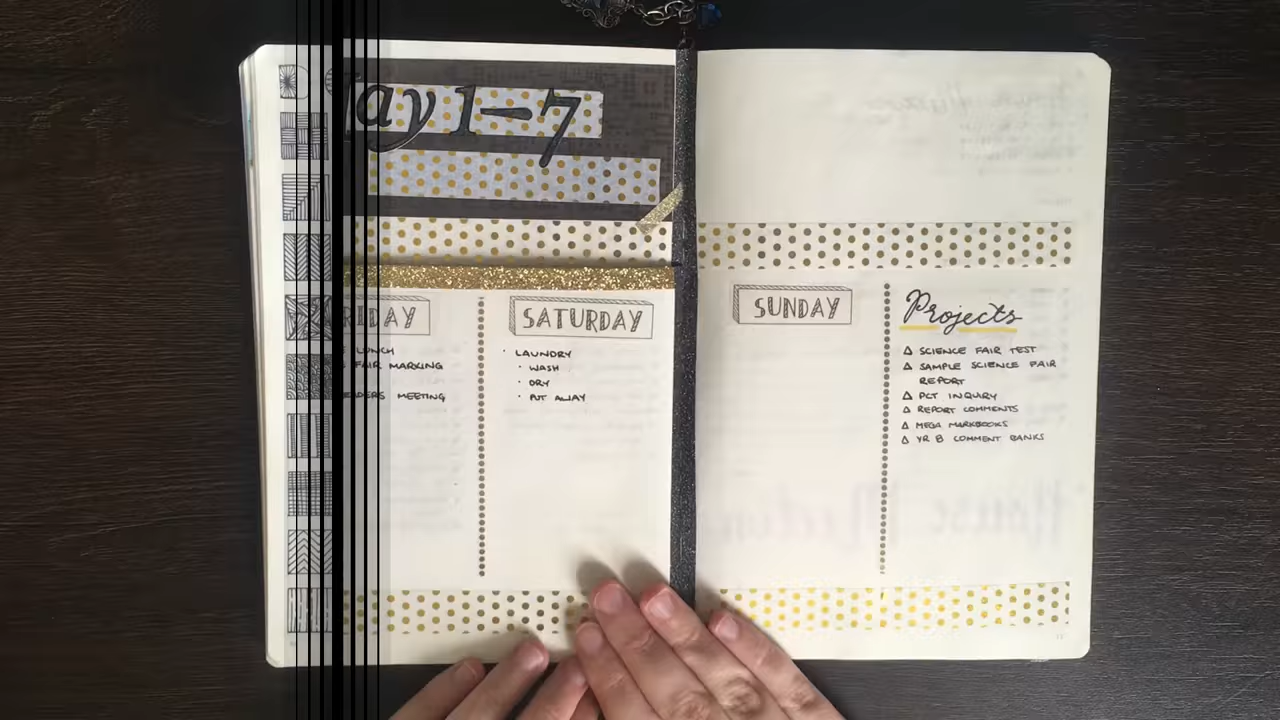 ay 1-7
RIDAY
LUNCH
FAIR MARKING
MEETING
SATURDAY
· LAUNDRY
· WASH
· DRY
· PUT AWAY
SUNDAY
Projects
△ SCIENCE FAIR TEST
△ SAMPLE SCIENCE FAIR
REPORT
△ PCT INQUIRY
△ REPORT COMMENTS
△ MEGA MARKBOOKS
△ YR 8 COMMENT BANKS